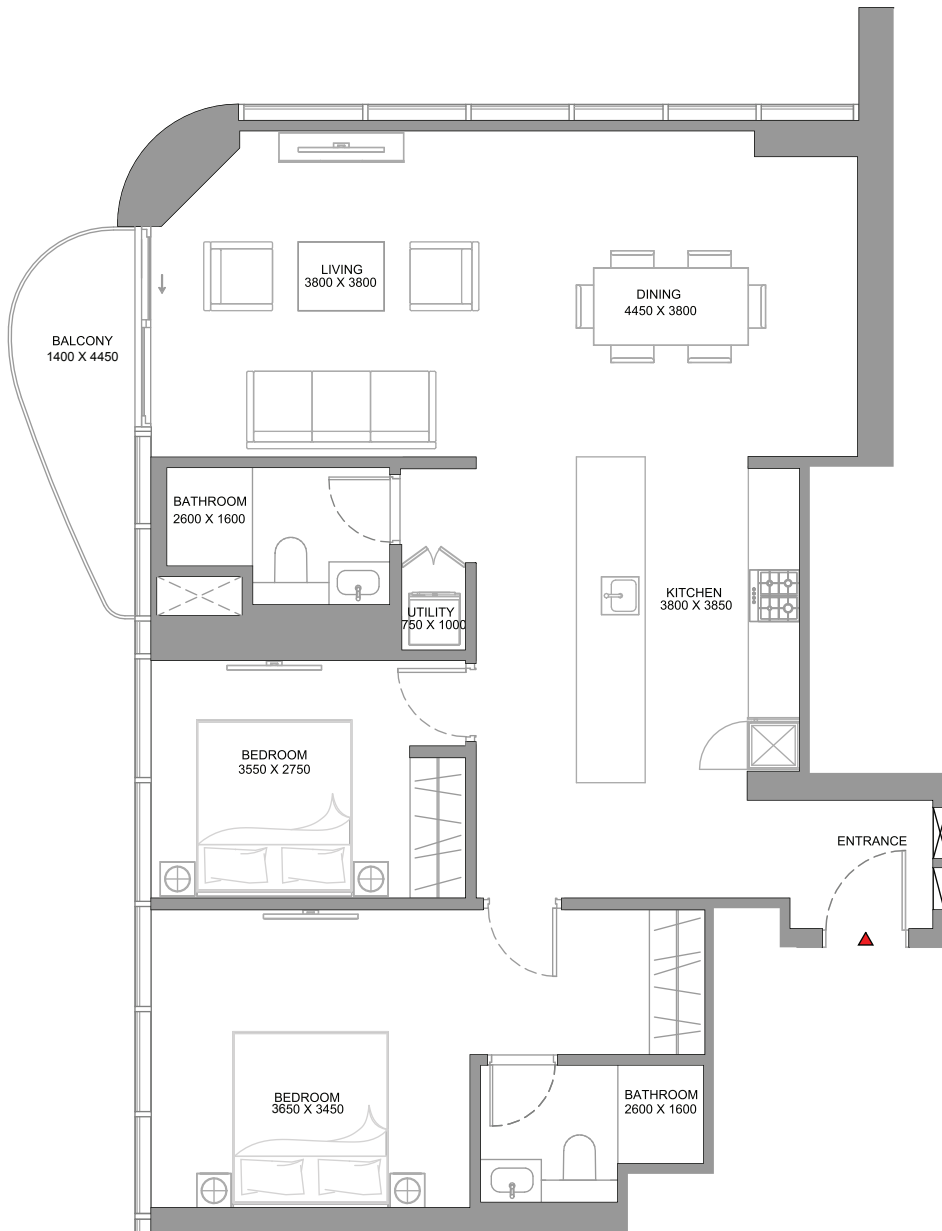 LIVING
3800 X 3800
DINING
4450 X 3800
BALCONY
1400 X 4450
BATHROOM
2600 X 1600
KITCHEN
3800 X 3850
UTILITY
750 X 1000
BEDROOM
3550 X 2750
ENTRANCE
BEDROOM
3650 X 3450
BATHROOM
2600 X 1600